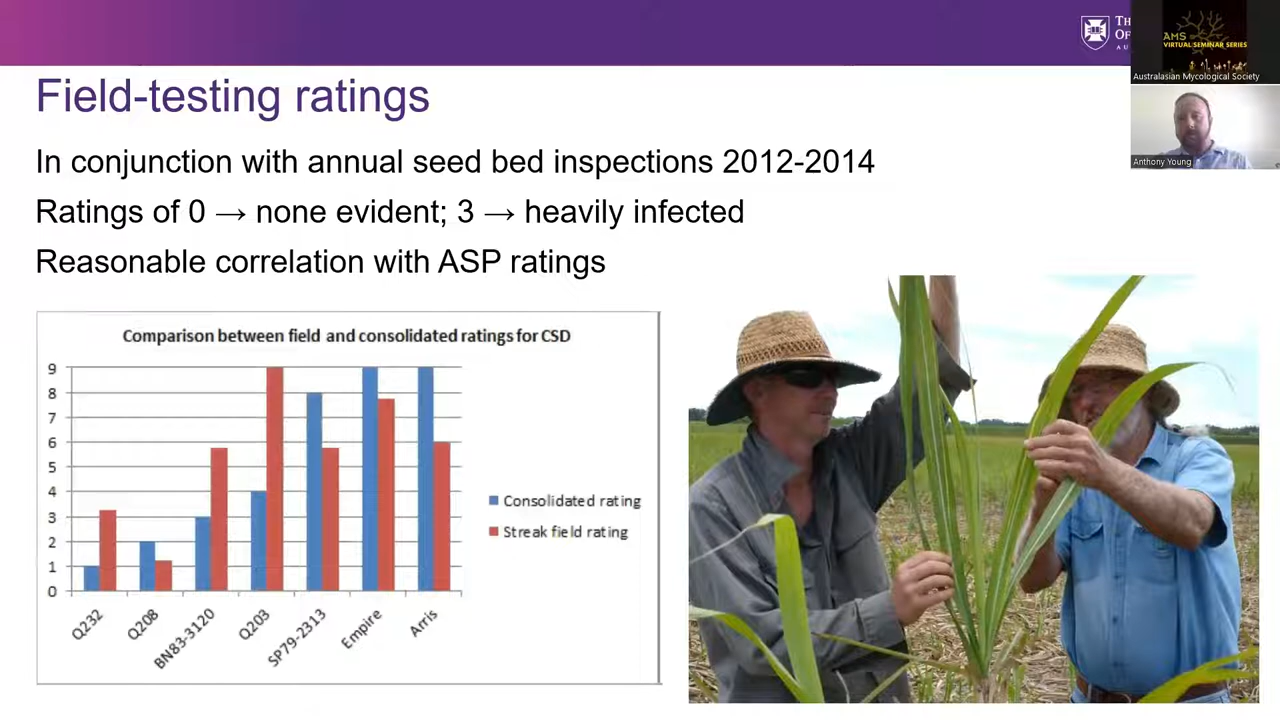 AMS
VIRTUAL SEMINAR SERIES
Australasian Mycological Society
Anthony Young
Field-testing ratings
In conjunction with annual seed bed inspections 2012-2014
Ratings of 0 → none evident; 3 → heavily infected
Reasonable correlation with ASP ratings
Comparison between field and consolidated ratings for CSD
9
8
7
6
5
4
3
2
1
0
Q232
Q208
BN83-3120
Q203
SP79-2313
Empire
Arris
Consolidated rating
Streak field rating